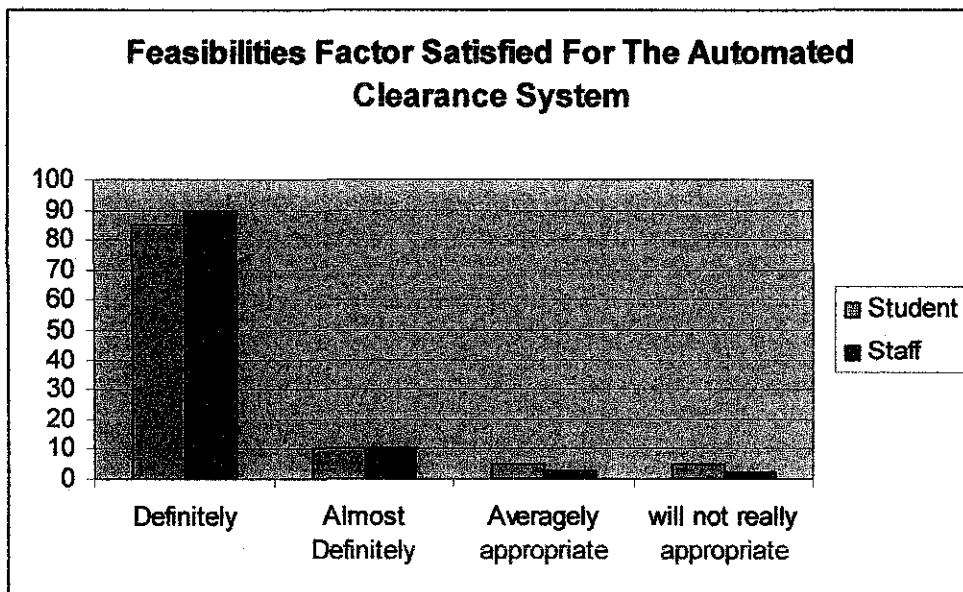 Feasibilities Factor Satisfied For The Automated
Clearance System
100
90
80
70
60
50
40
30
20
10
0
Definitely
Almost
Definitely
Averagely
appropriate
will not really
appropriate
Student
Staff